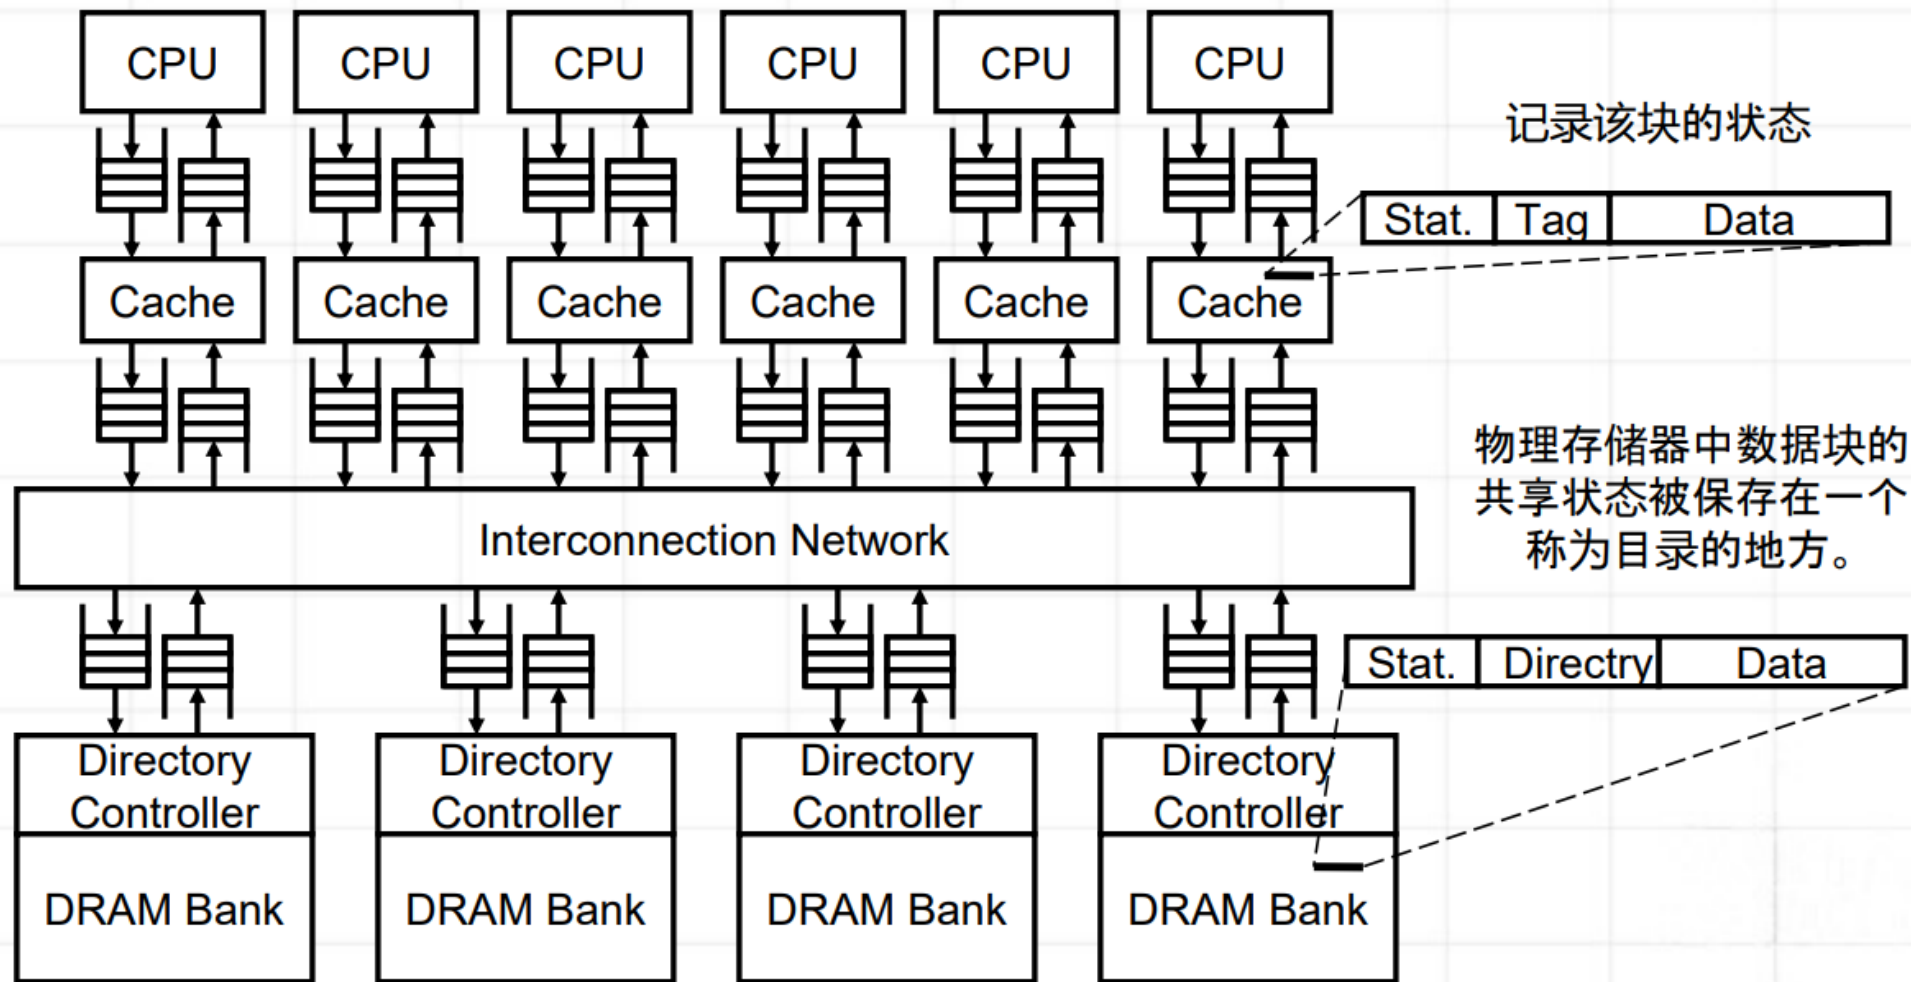 CPU CPU CPU CPU CPU CPU
记录该块的状态
Stat. Tag Data
Cache Cache Cache Cache Cache Cache
物理存储器中数据块的
共享状态被保存在一个
称为目录的地方。
Interconnection Network
Stat. Directry Data
Directory Directory Directory Directory
Controller Controller Controller Controller
DRAM Bank DRAM Bank DRAM Bank DRAM Bank